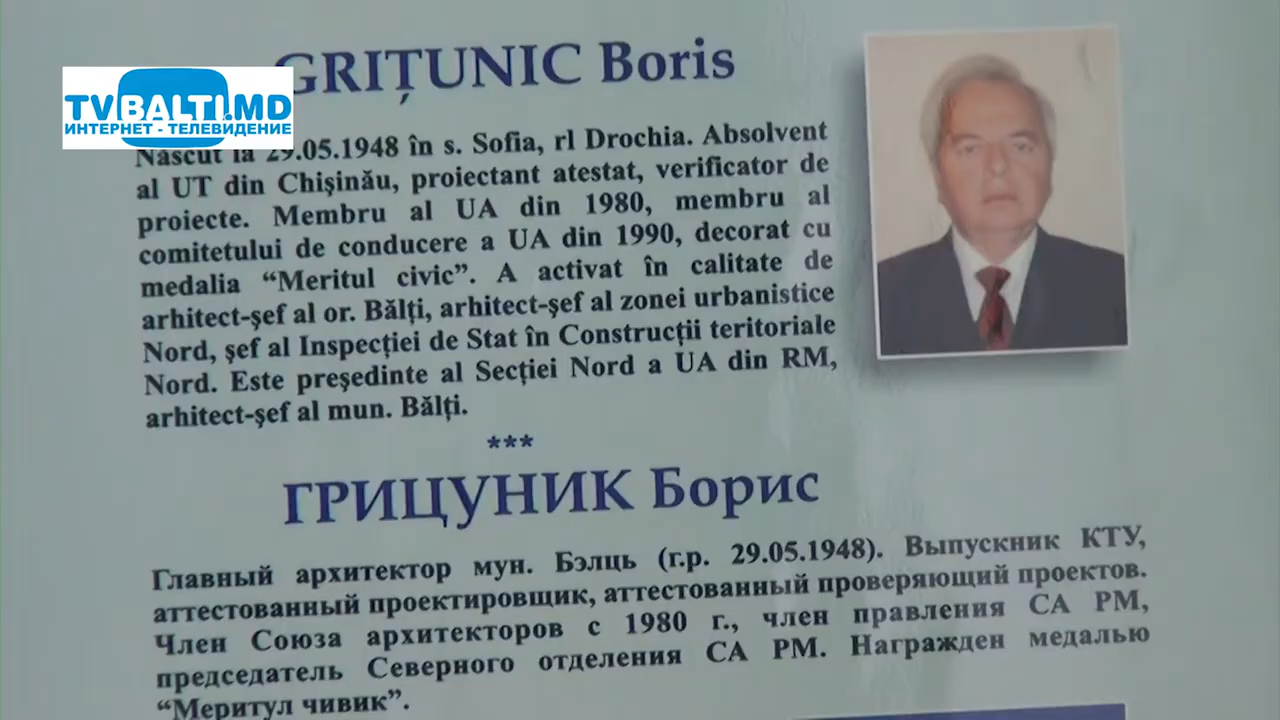 GRIȚUNIC Boris
TVBALTI.MD
ИНТЕРНЕТ - ТЕЛЕВИДЕНИЕ
Născut la 29.05.1948 în s. Sofia, rl Drochia. Absolvent
al UT din Chişinău, proiectant atestat, verificator de
proiecte. Membru al UA din 1980, membru al
comitetului de conducere a UA din 1990, decorat cu
medalia “Meritul civic”. A activat în calitate de
arhitect-şef al or. Bălţi, arhitect-şef al zonei urbanistice
Nord, şef al Inspecţiei de Stat în Construcţii teritoriale
Nord. Este preşedinte al Secţiei Nord a UA din RM,
arhitect-şef al mun. Bălţi.
***
ГРИЦУНИК Борис
Главный архитектор мун. Бэлць (г.р. 29.05.1948). Выпускник КТУ,
аттестованный проектировщик, аттестованный проверяющий проектов.
Член Союза архитекторов с 1980 г., член правления СА РМ,
председатель Северного отделения СА РМ. Награжден медалью
“Меритул чивик”.